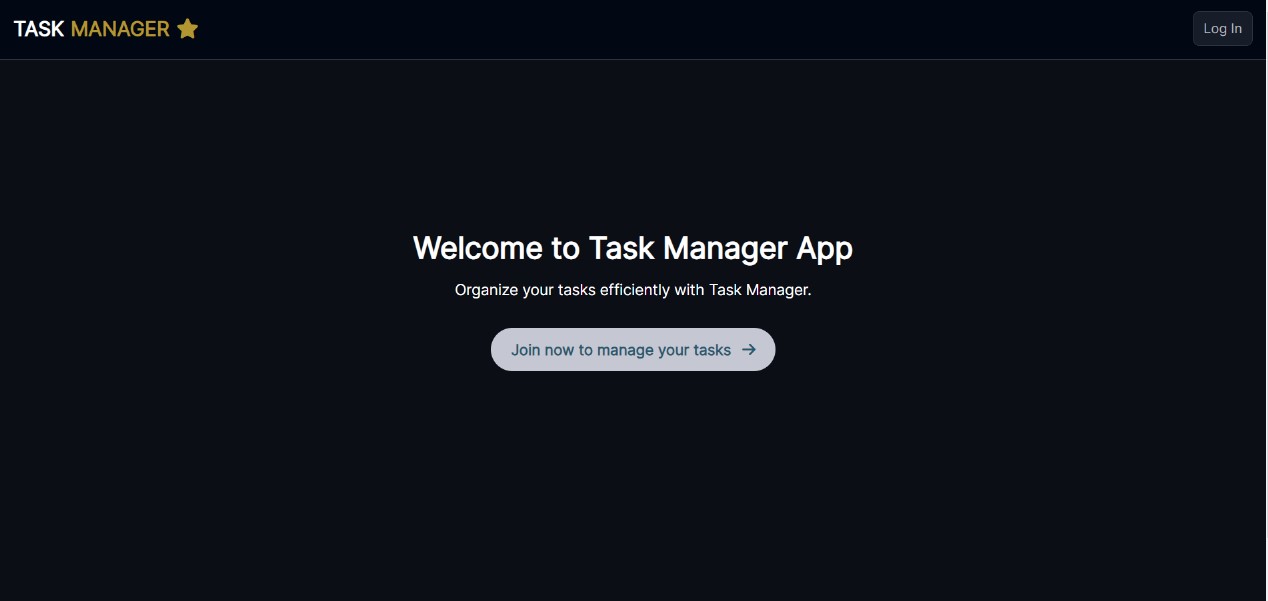 TASK MANAGER
Log In
Welcome to Task Manager App
Organize your tasks efficiently with Task Manager.
Join now to manage your tasks →